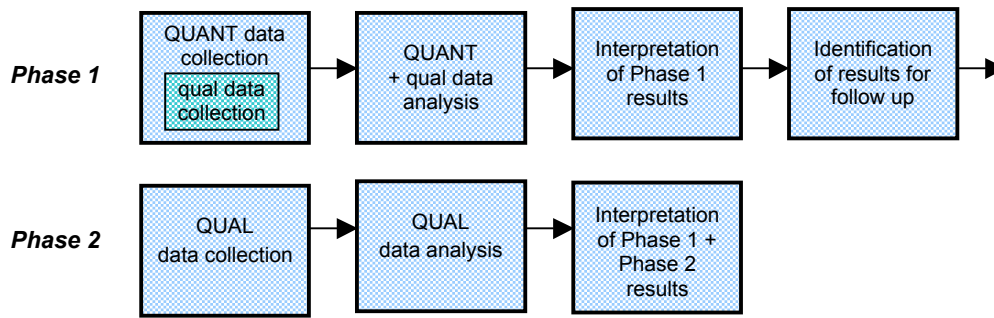 Phase 1
QUANT data
collection
qual data
collection
QUANT
+ qual data
analysis
Interpretation
of Phase 1
results
Identification
of results for
follow up
Phase 2
QUAL
data collection
QUAL
data analysis
Interpretation
of Phase 1 +
Phase 2
results